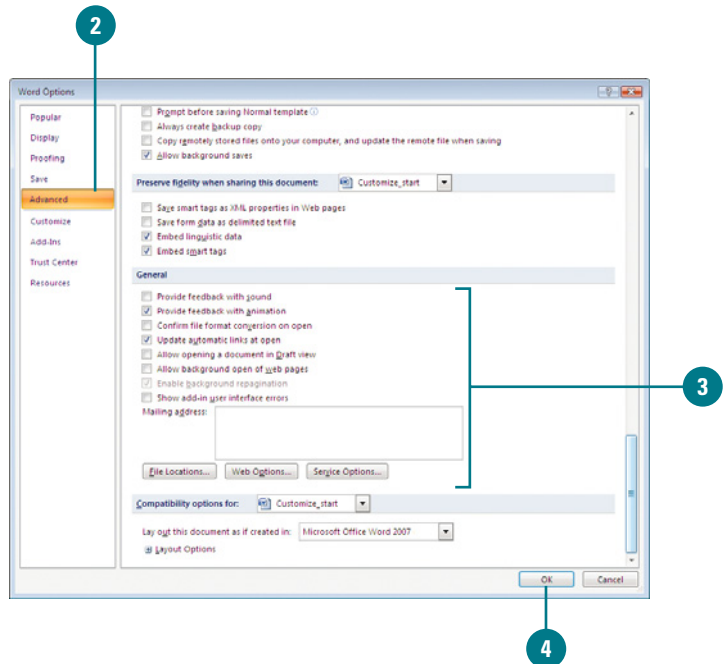 2
Word Options
Popular
Display
Proofing
Save
Advanced
Customize
Add-Ins
Trust Center
Resources
Prompt before saving Normal template
Always create backup copy
Copy remotely stored files onto your computer, and update the remote file when saving
Allow background saves
Preserve fidelity when sharing this document: Customize_start
Save smart tags as XML properties in Web pages
Save form data as delimited text file
Embed linguistic data
Embed smart tags
General
Provide feedback with sound
Provide feedback with animation
Confirm file format conversion on open
Update automatic links at open
Allow opening a document in Draft view
Allow background open of web pages
Enable background repagination
Show add-in user interface errors
Mailing address:
File Locations... Web Options... Service Options...
3
Compatibility options for: Customize_start
Lay out this document as if created in: Microsoft Office Word 2007
Layout Options
OK Cancel
4